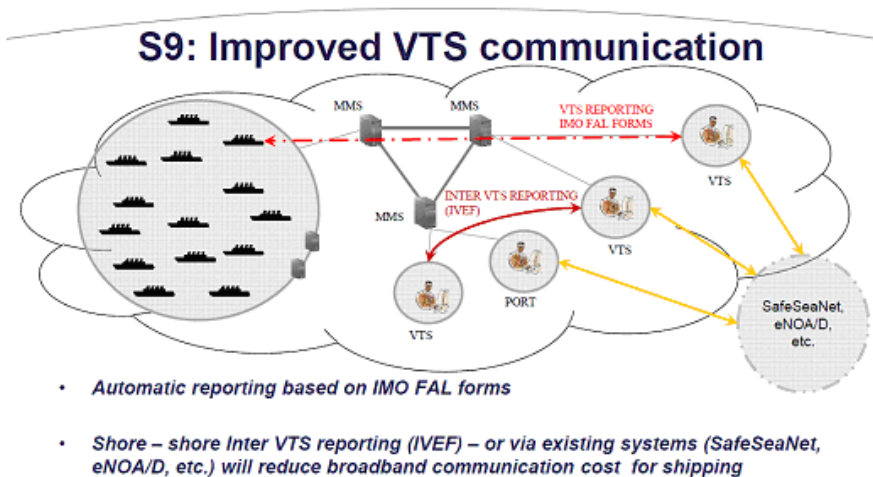 S9: Improved VTS communication
MMS
MMS
VTS REPORTING
IMO FAL FORMS
VTS
MMS
INTER VTS REPORTING
(IVEF)
VTS
PORT
VTS
SafeSeaNet,
eNOA/D,
etc.
• Automatic reporting based on IMO FAL forms
• Shore – shore Inter VTS reporting (IVEF) – or via existing systems (SafeSeaNet,
eNOA/D, etc.) will reduce broadband communication cost for shipping